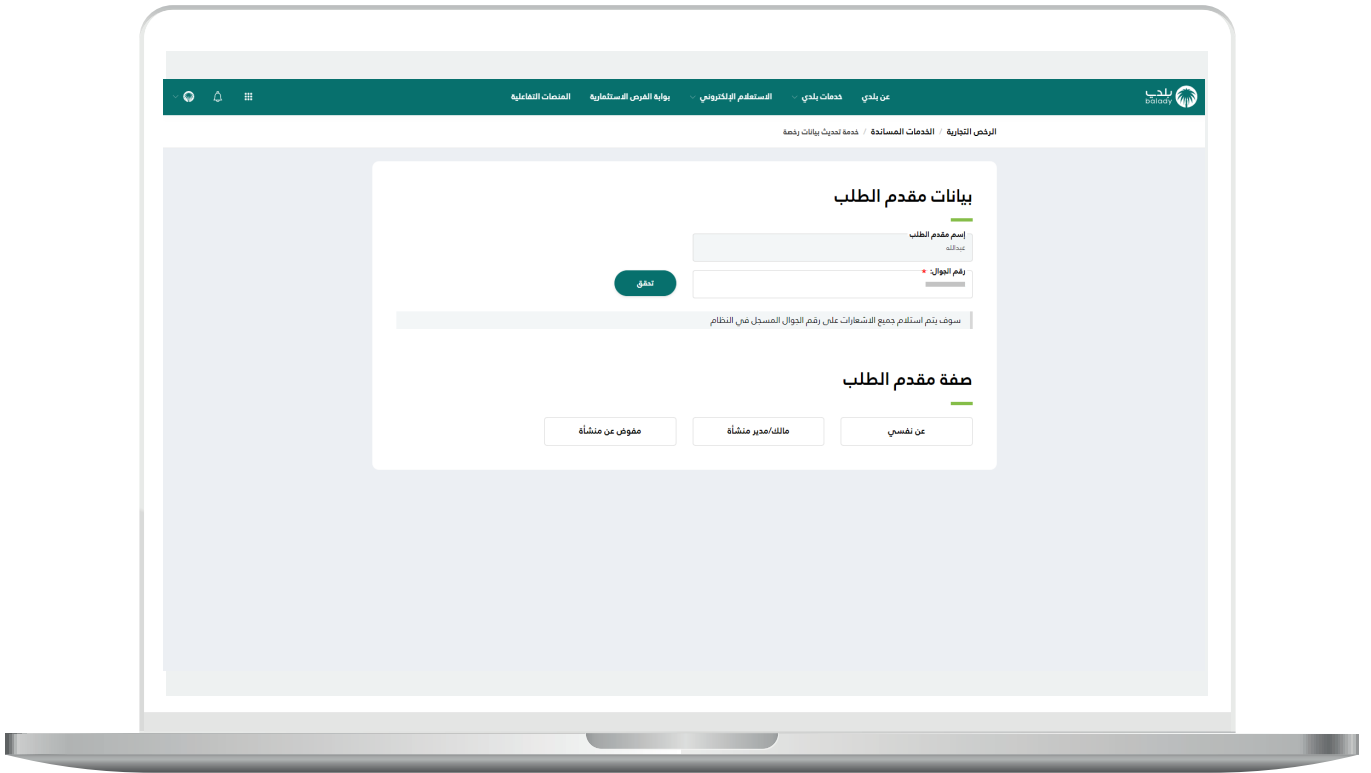 بلدي
balady
عن بلدي
خدمات بلدي
الاستعلام الإلكتروني
بوابة الفرص الاستثمارية
المنصات التفاعلية
الرخص التجارية / الخدمات المساندة / خدمة تحديث بيانات رخصة
بيانات مقدم الطلب
إسم مقدم الطلب
عبدالله
رقم الجوال: *
تحقق
سوف يتم استلام جميع الاشعارات على رقم الجوال المسجل في النظام
صفة مقدم الطلب
عن نفسي
مالك/مدير منشأة
مفوض عن منشأة